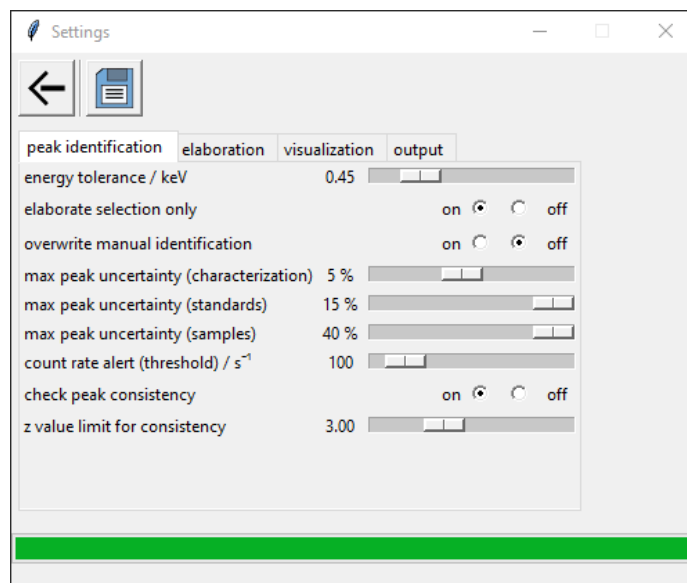 Settings
peak identification elaboration visualization output
energy tolerance / keV 0.45
elaborate selection only on off
overwrite manual identification on off
max peak uncertainty (characterization) 5 %
max peak uncertainty (standards) 15 %
max peak uncertainty (samples) 40 %
count rate alert (threshold) / s⁻¹ 100
check peak consistency on off
z value limit for consistency 3.00